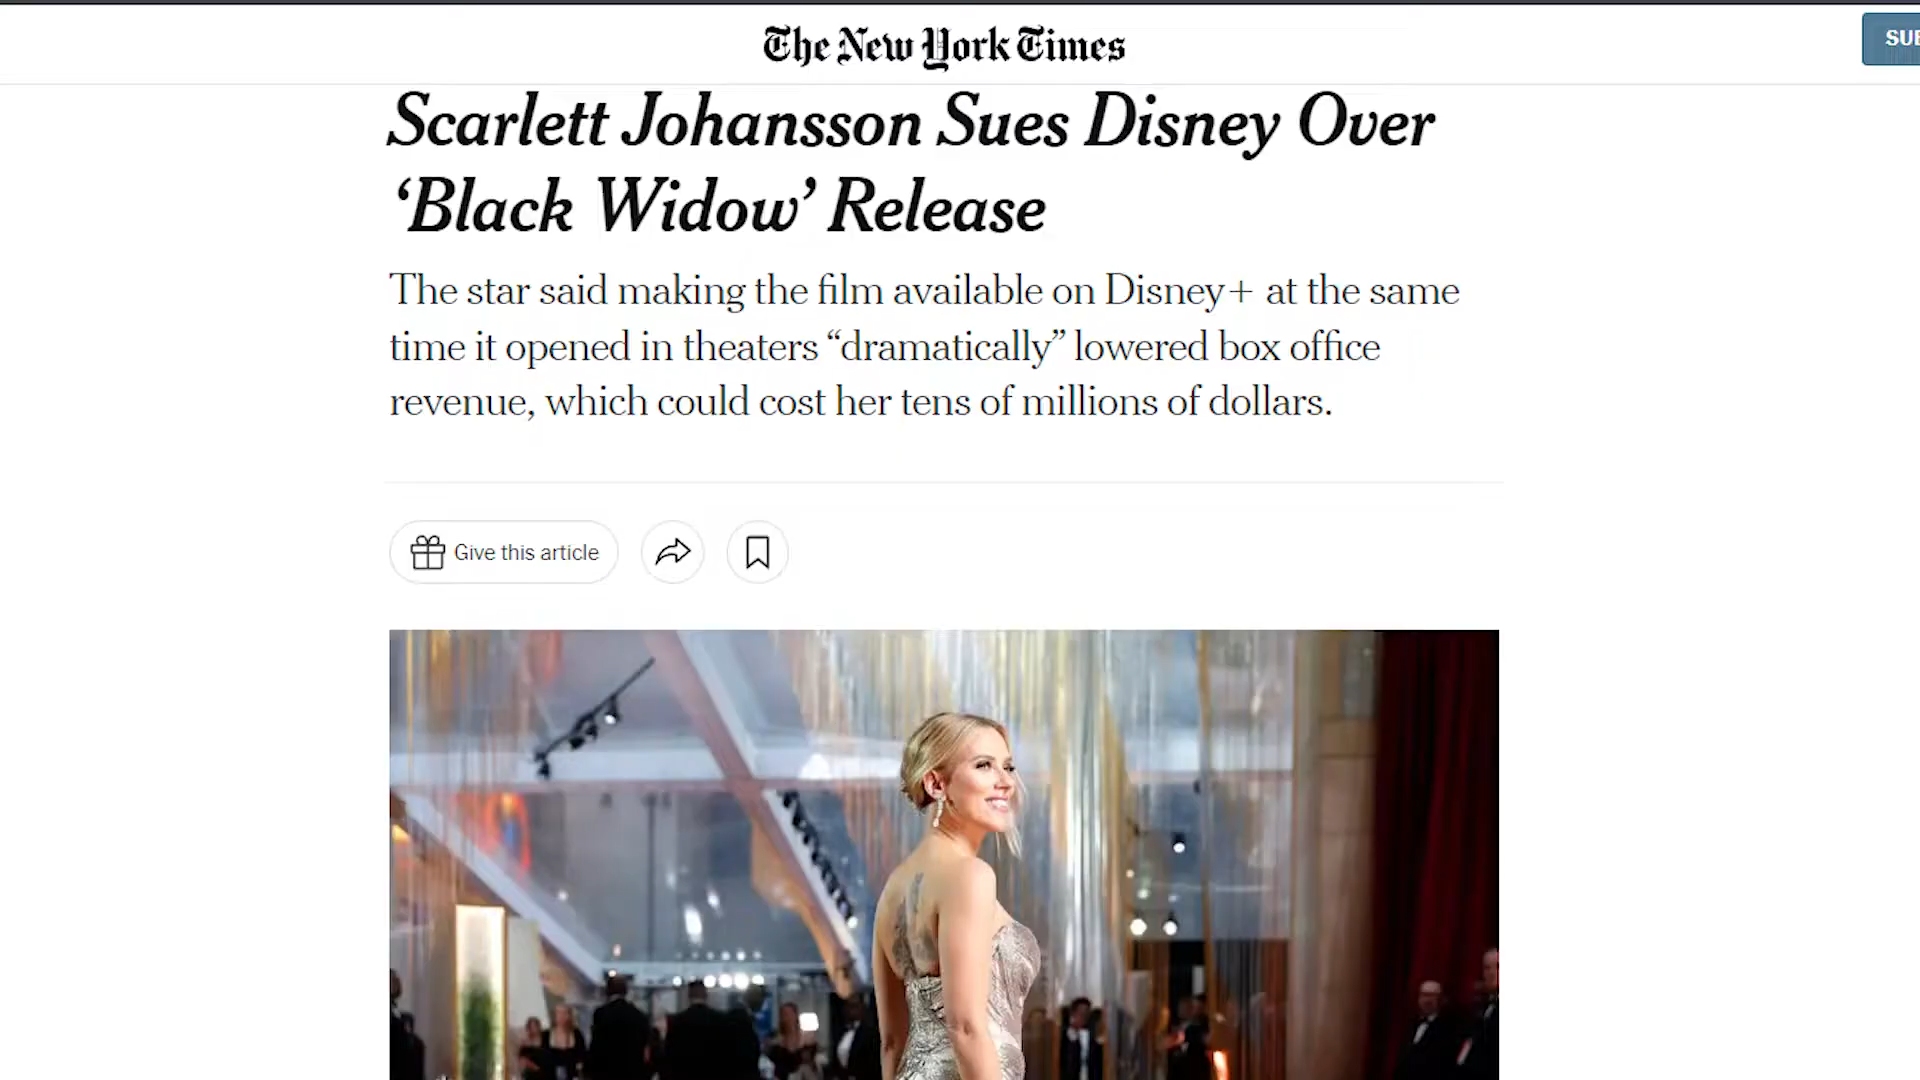 The New York Times
SUB
Scarlett Johansson Sues Disney Over
‘Black Widow’ Release
The star said making the film available on Disney+ at the same
time it opened in theaters “dramatically” lowered box office
revenue, which could cost her tens of millions of dollars.
Give this article